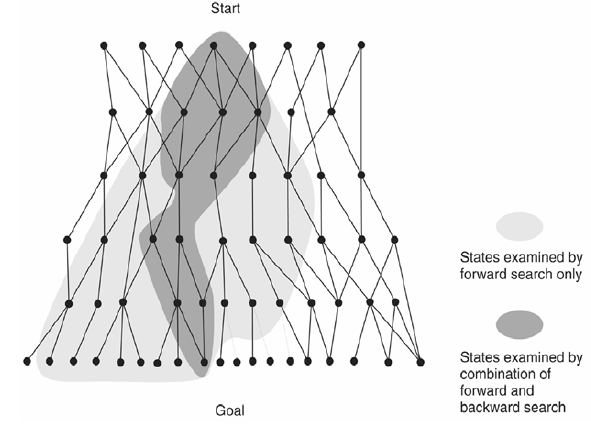 Start
States examined by
forward search only
States examined by
combination of
forward and
backward search
Goal